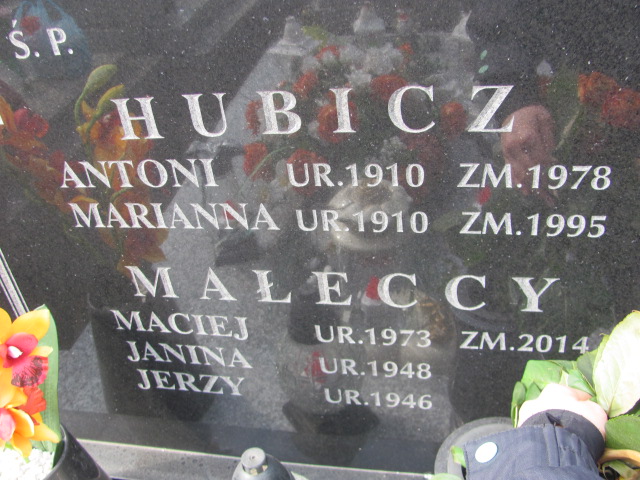 Ś. P.
HUBICZ
ANTONI UR.1910 ZM.1978
MARIANNA UR.1910 ZM.1995
MAŁECCY
MACIEJ UR.1973 ZM.2014
JANINA UR.1948
JERZY UR.1946